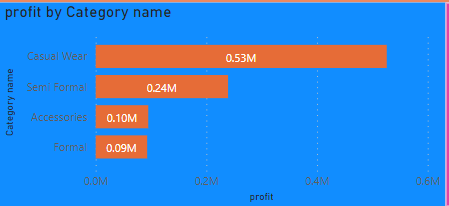 profit by Category name
Category name
Casual Wear 0.53M
Semi Formal 0.24M
Accessories 0.10M
Formal 0.09M
0.0M 0.2M 0.4M 0.6M
profit